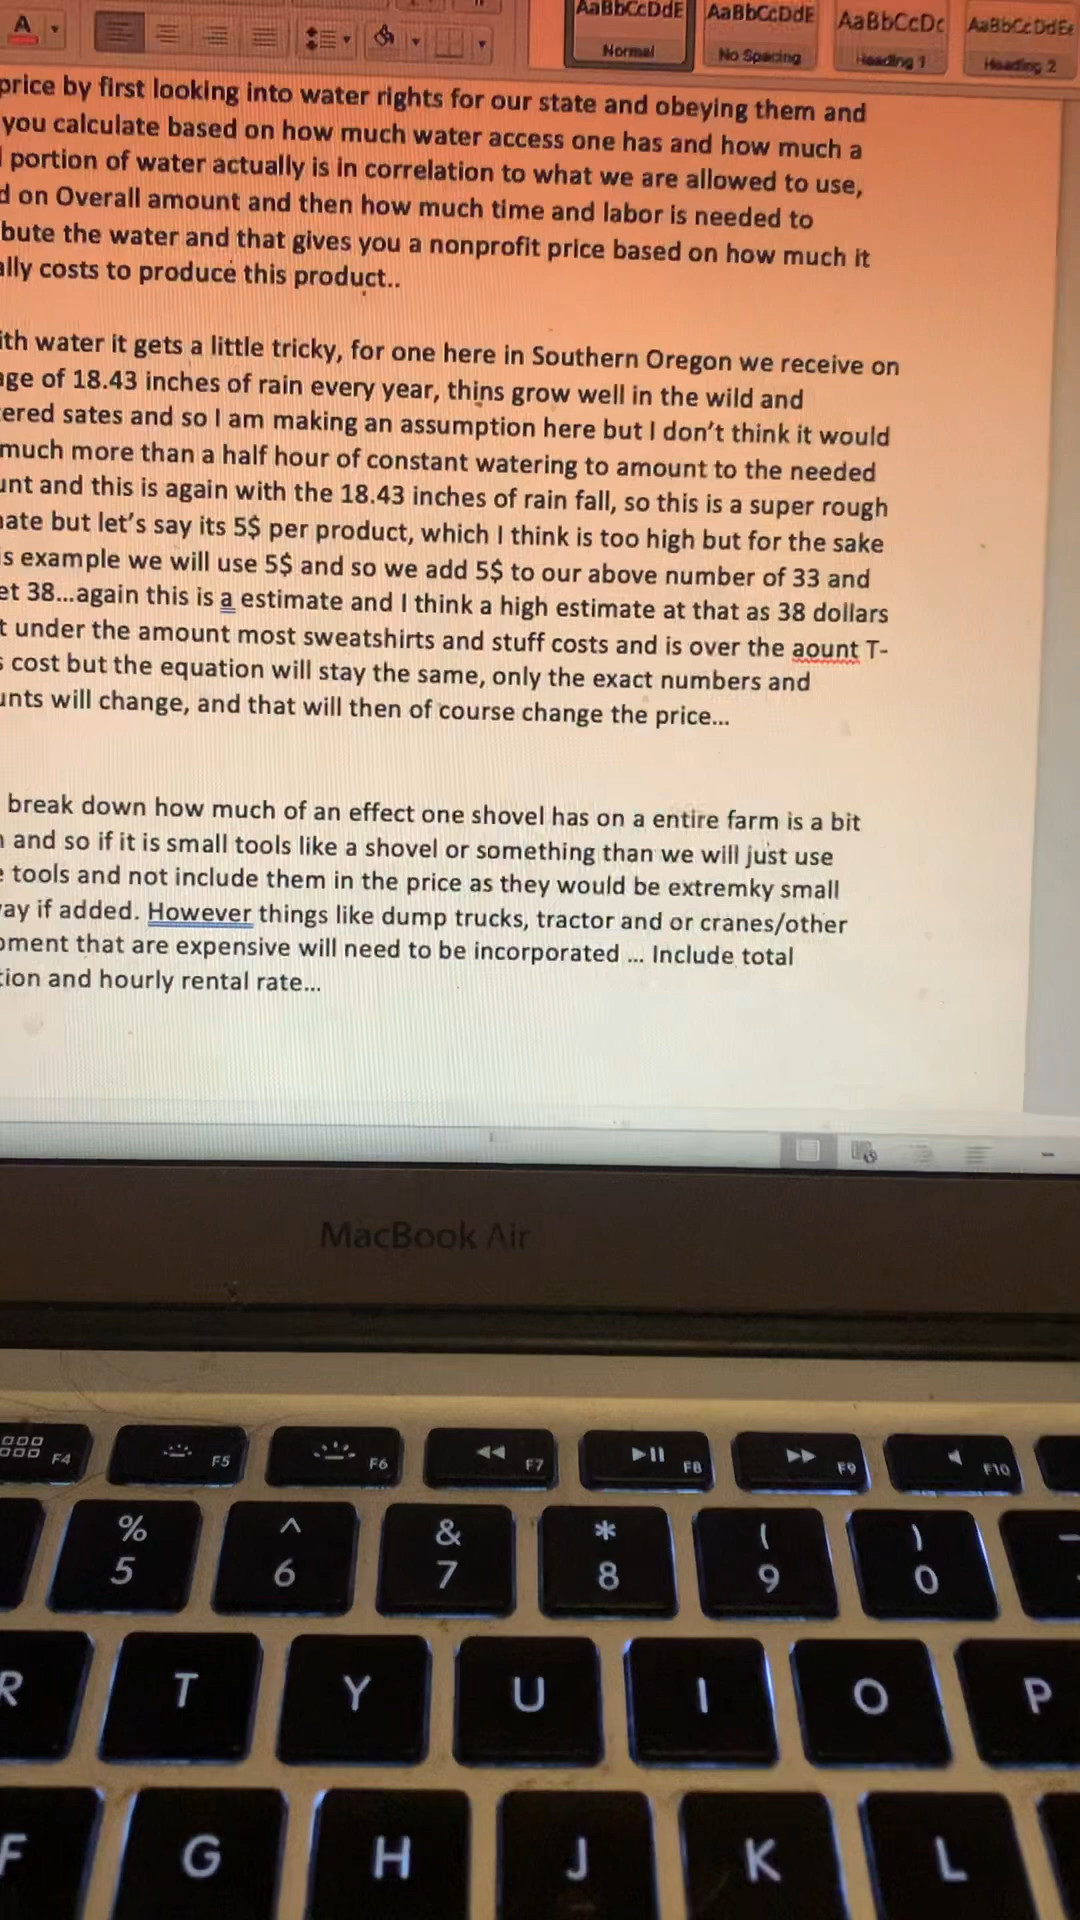 A
AaBbCcDdE AaBbCcDdE AaBbCcDc AaBbCcDdEe
Normal No Spacing Heading 1 Heading 2
price by first looking into water rights for our state and obeying them and
you calculate based on how much water access one has and how much a
portion of water actually is in correlation to what we are allowed to use,
d on Overall amount and then how much time and labor is needed to
bute the water and that gives you a nonprofit price based on how much it
ally costs to produce this product..
ith water it gets a little tricky, for one here in Southern Oregon we receive on
age of 18.43 inches of rain every year, thins grow well in the wild and
ered sates and so I am making an assumption here but I don't think it would
much more than a half hour of constant watering to amount to the needed
unt and this is again with the 18.43 inches of rain fall, so this is a super rough
ate but let's say its 5$ per product, which I think is too high but for the sake
is example we will use 5$ and so we add 5$ to our above number of 33 and
et 38...again this is a estimate and I think a high estimate at that as 38 dollars
t under the amount most sweatshirts and stuff costs and is over the aount T-
s cost but the equation will stay the same, only the exact numbers and
unts will change, and that will then of course change the price...
break down how much of an effect one shovel has on a entire farm is a bit
and so if it is small tools like a shovel or something than we will just use
e tools and not include them in the price as they would be extremky small
ay if added. However things like dump trucks, tractor and or cranes/other
pment that are expensive will need to be incorporated ... Include total
tion and hourly rental rate...
MacBook Air
F4 F5 F6 F7 F8 F9 F10
% ^ & * ( )
5 6 7 8 9 0
R T Y U I O P
F G H J K L